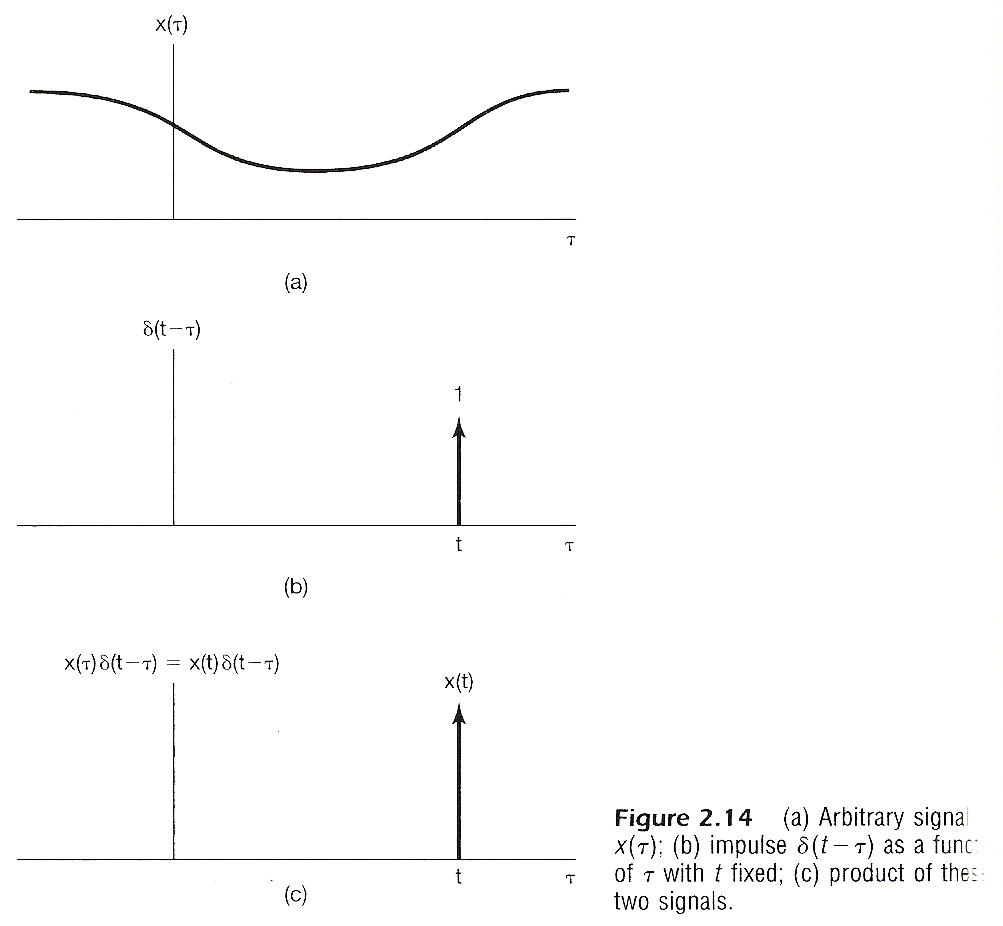 x(τ)
τ
(a)
δ(t−τ)
1
t
τ
(b)
x(τ)δ(t−τ) = x(t)δ(t−τ)
x(t)
t
τ
(c)
Figure 2.14 (a) Arbitrary signal
x(τ); (b) impulse δ(t−τ) as a
of τ with t fixed; (c) product of
two signals.